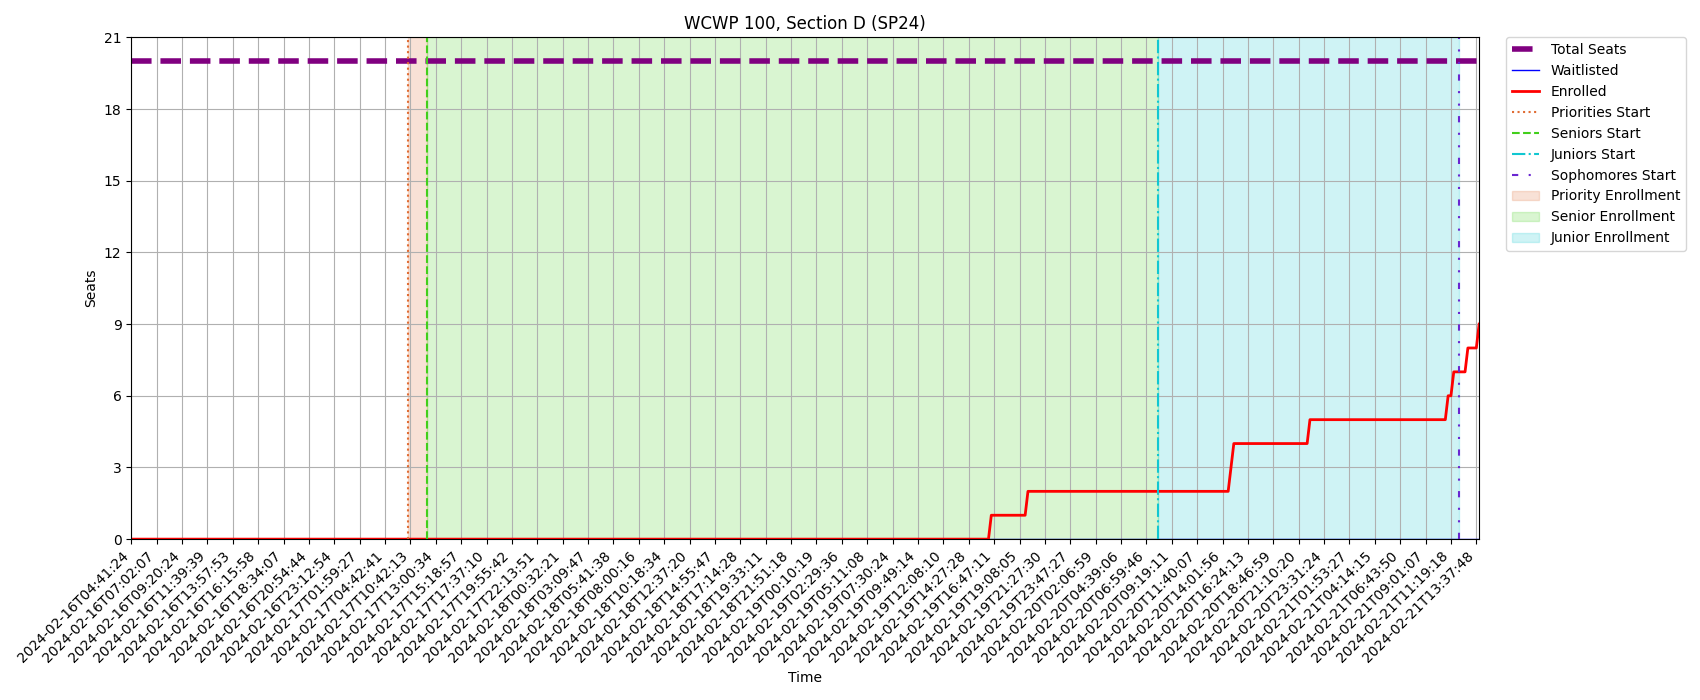 WCWP 100, Section D (SP24)
Seats
21
18
15
12
9
6
3
0
2024-02-16T04:41:24
2024-02-16T07:02:07
2024-02-16T09:20:24
2024-02-16T11:39:39
2024-02-16T13:57:53
2024-02-16T16:15:58
2024-02-16T18:34:07
2024-02-16T20:54:44
2024-02-16T23:12:54
2024-02-17T01:59:27
2024-02-17T04:42:41
2024-02-17T10:42:13
2024-02-17T13:00:34
2024-02-17T15:18:57
2024-02-17T17:37:10
2024-02-17T19:55:42
2024-02-17T22:13:51
2024-02-18T00:32:21
2024-02-18T03:09:47
2024-02-18T05:41:38
2024-02-18T08:00:16
2024-02-18T10:18:34
2024-02-18T12:37:20
2024-02-18T14:55:47
2024-02-18T17:14:28
2024-02-18T19:33:11
2024-02-18T21:51:18
2024-02-19T00:10:19
2024-02-19T02:29:36
2024-02-19T05:11:08
2024-02-19T07:30:24
2024-02-19T09:49:14
2024-02-19T12:08:10
2024-02-19T14:27:28
2024-02-19T16:47:11
2024-02-19T19:08:05
2024-02-19T21:27:30
2024-02-19T23:47:27
2024-02-20T02:06:59
2024-02-20T04:39:06
2024-02-20T06:59:46
2024-02-20T09:19:11
2024-02-20T11:40:07
2024-02-20T14:01:56
2024-02-20T16:24:13
2024-02-20T18:46:59
2024-02-20T21:10:20
2024-02-20T23:31:24
2024-02-21T01:53:27
2024-02-21T04:14:15
2024-02-21T06:43:50
2024-02-21T09:01:07
2024-02-21T11:19:18
2024-02-21T13:37:48
Time
Total Seats
Waitlisted
Enrolled
Priorities Start
Seniors Start
Juniors Start
Sophomores Start
Priority Enrollment
Senior Enrollment
Junior Enrollment